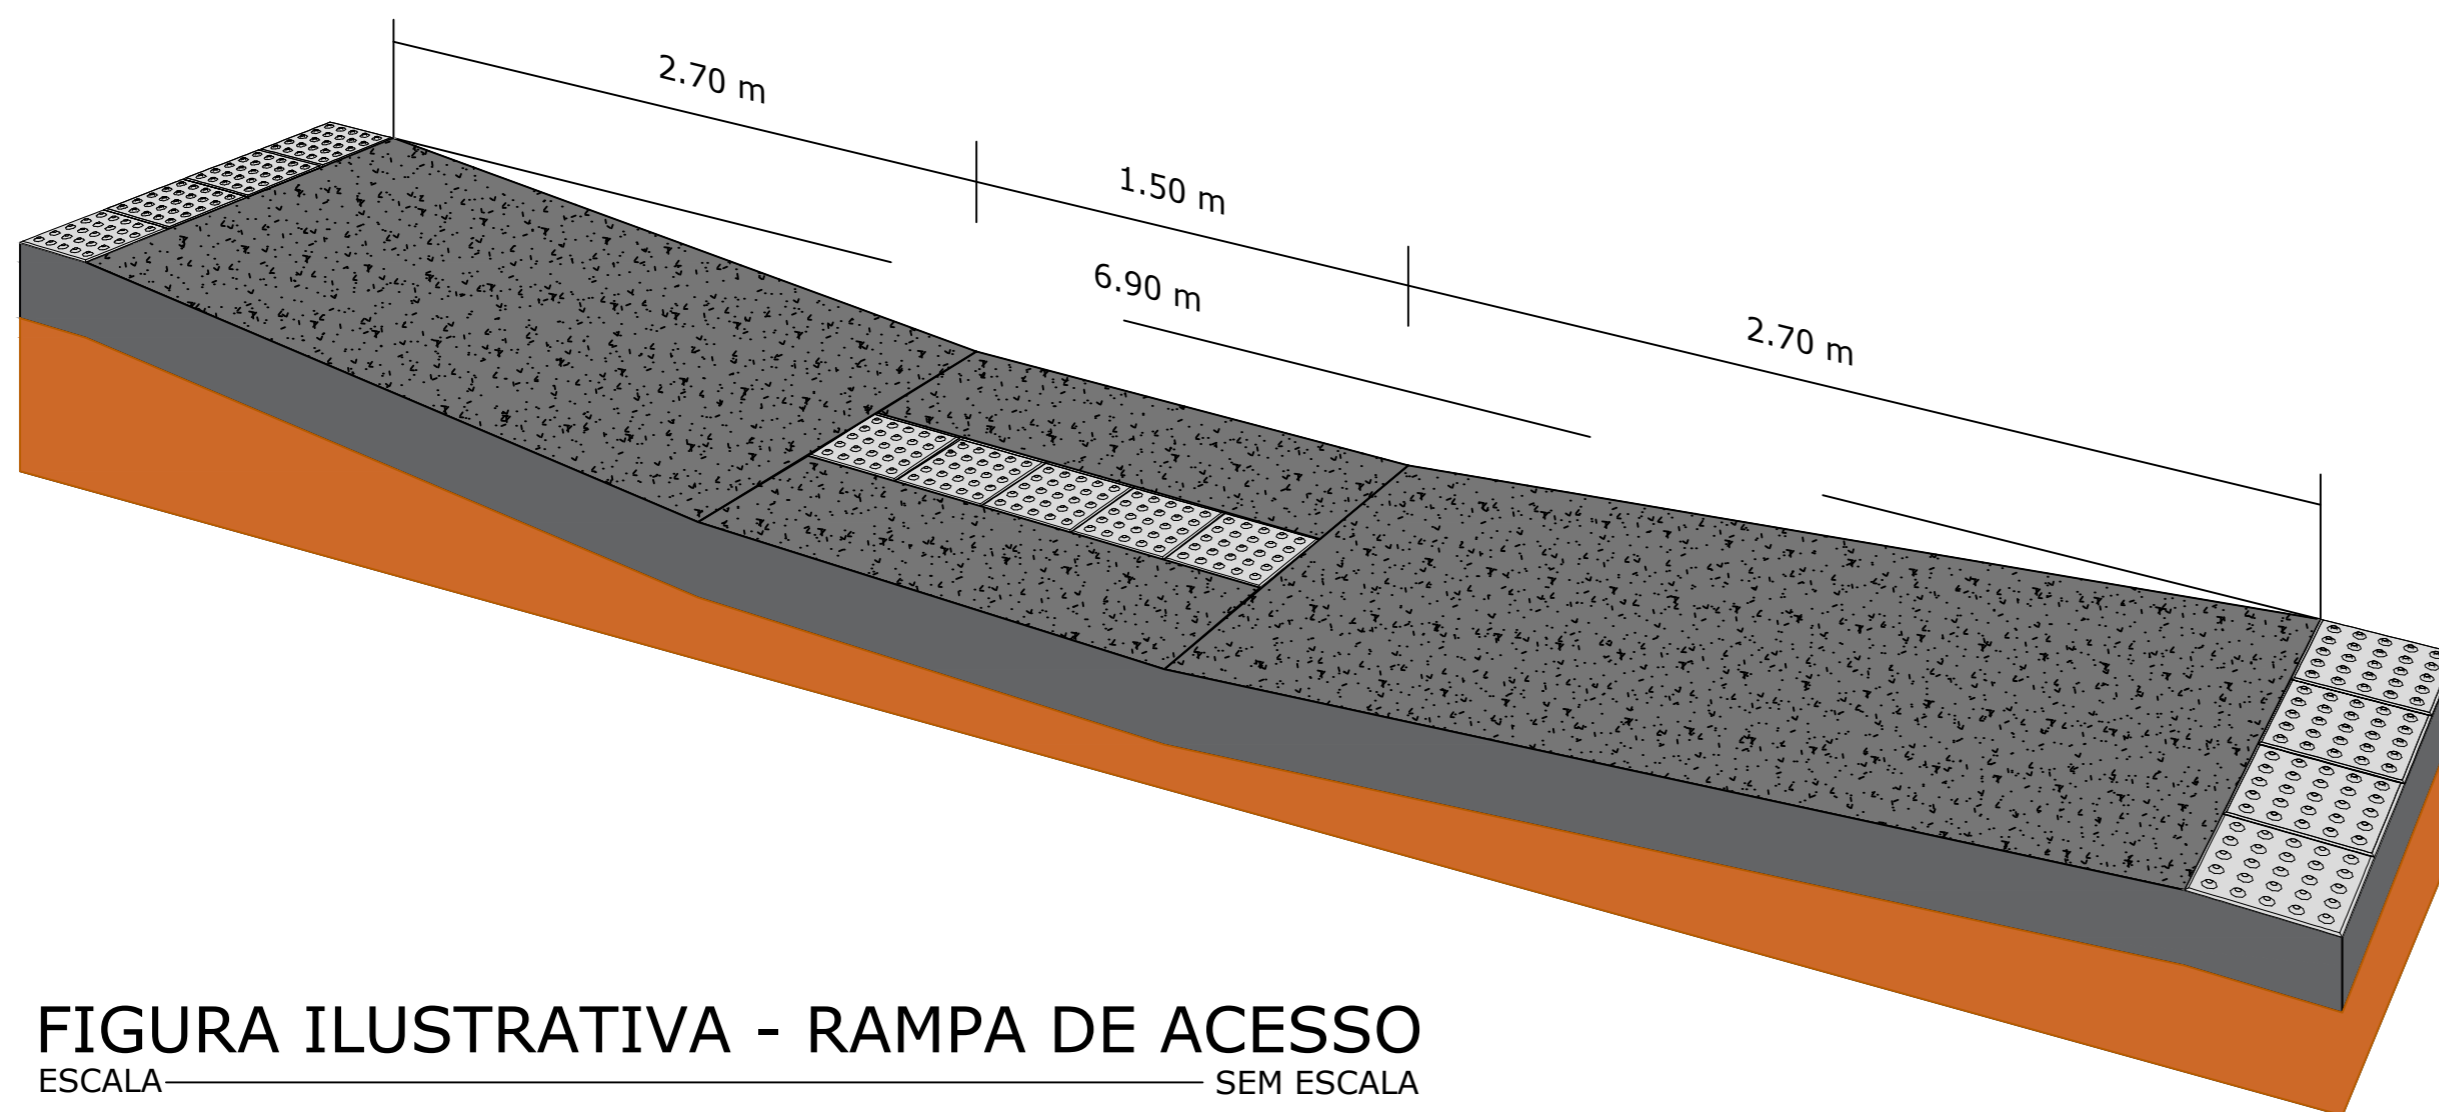 2.70 m
1.50 m
6.90 m
2.70 m
FIGURA ILUSTRATIVA - RAMPA DE ACESSO
ESCALA SEM ESCALA